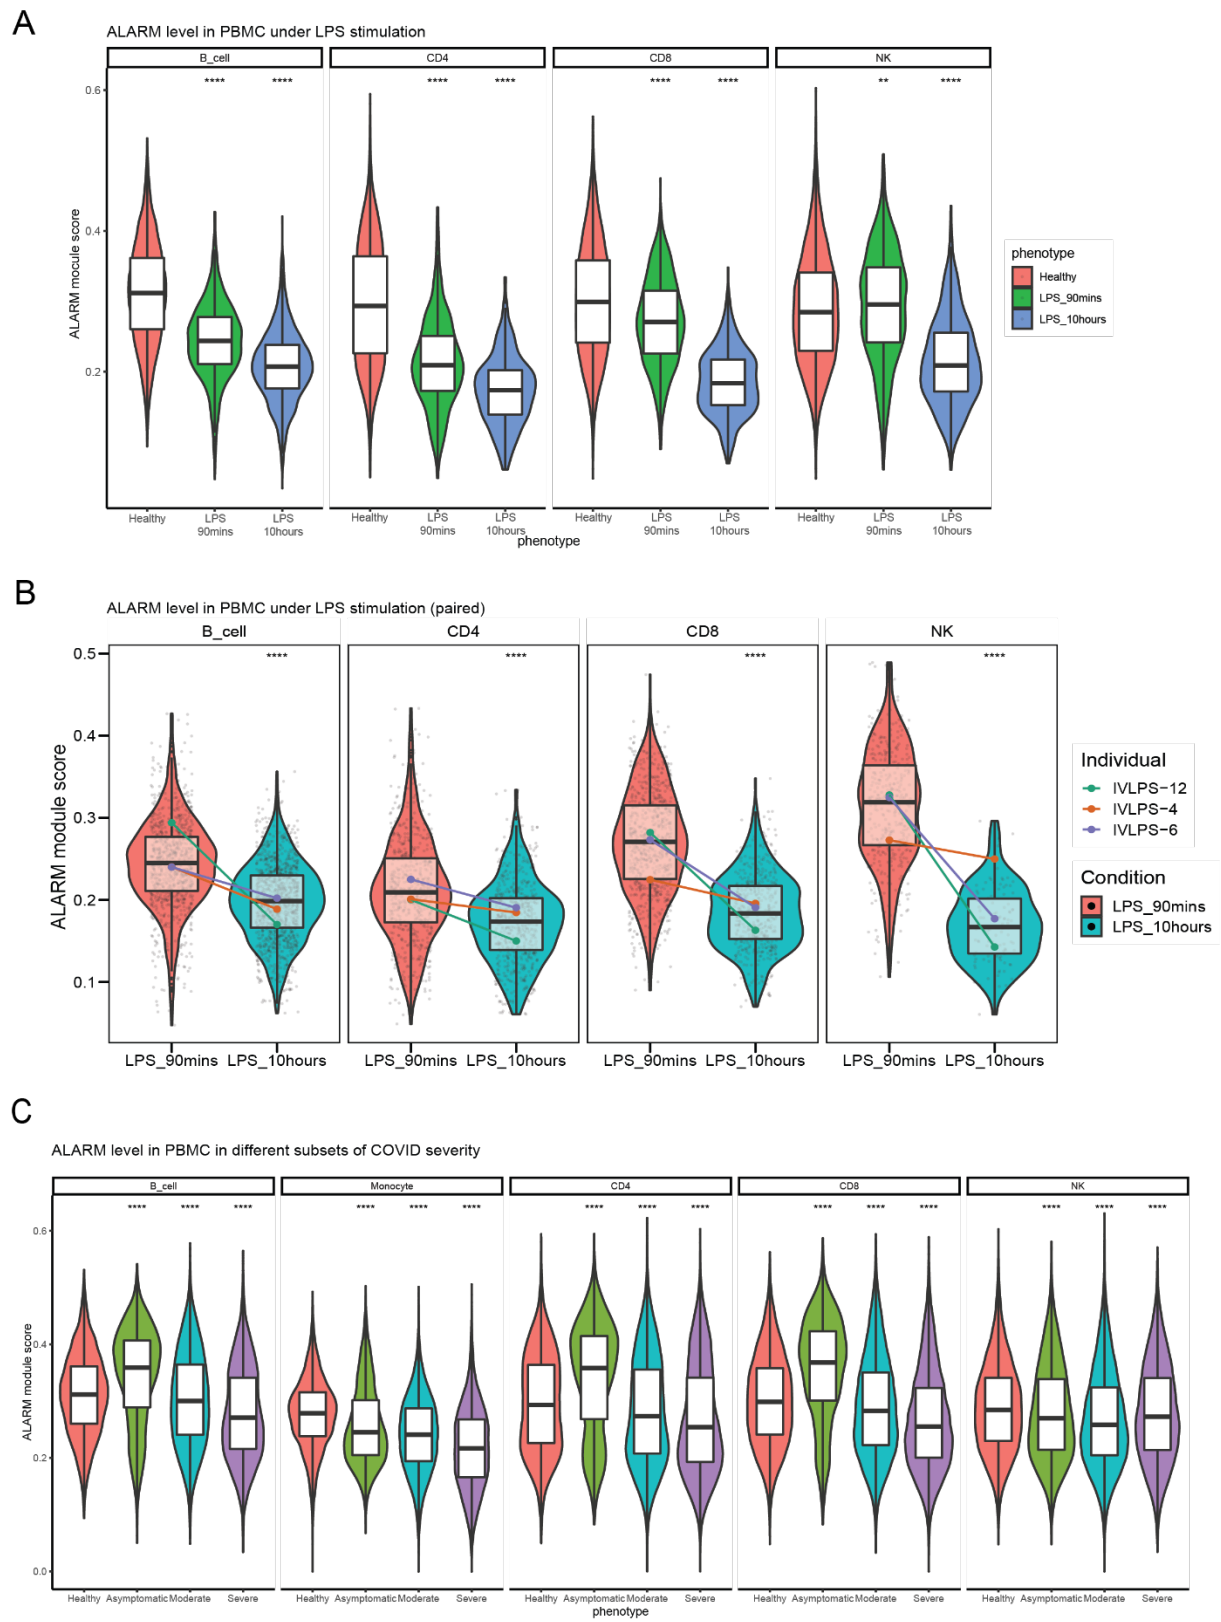 A
ALARM level in PBMC under LPS stimulation
B_cell CD4 CD8 NK
**** **** **** **** **** **** ** ****
ALARM mocule score
0.6
0.4
0.2
Healthy LPS 90mins LPS 10hours Healthy LPS 90mins LPS 10hours Healthy LPS 90mins LPS 10hours Healthy LPS 90mins LPS 10hours
phenotype
phenotype
Healthy
LPS_90mins
LPS_10hours
B
ALARM level in PBMC under LPS stimulation (paired)
B_cell CD4 CD8 NK
**** **** **** ****
ALARM module score
0.5
0.4
0.3
0.2
0.1
LPS_90mins LPS_10hours LPS_90mins LPS_10hours LPS_90mins LPS_10hours LPS_90mins LPS_10hours
Individual
IVLPS-12
IVLPS-4
IVLPS-6
Condition
LPS_90mins
LPS_10hours
C
ALARM level in PBMC in different subsets of COVID severity
B_cell Monocyte CD4 CD8 NK
**** **** **** **** **** **** **** **** **** **** **** **** **** **** ****
ALARM module score
0.6
0.4
0.2
0.0
Healthy Asymptomatic Moderate Severe Healthy Asymptomatic Moderate Severe Healthy Asymptomatic Moderate Severe Healthy Asymptomatic Moderate Severe Healthy Asymptomatic Moderate Severe
phenotype